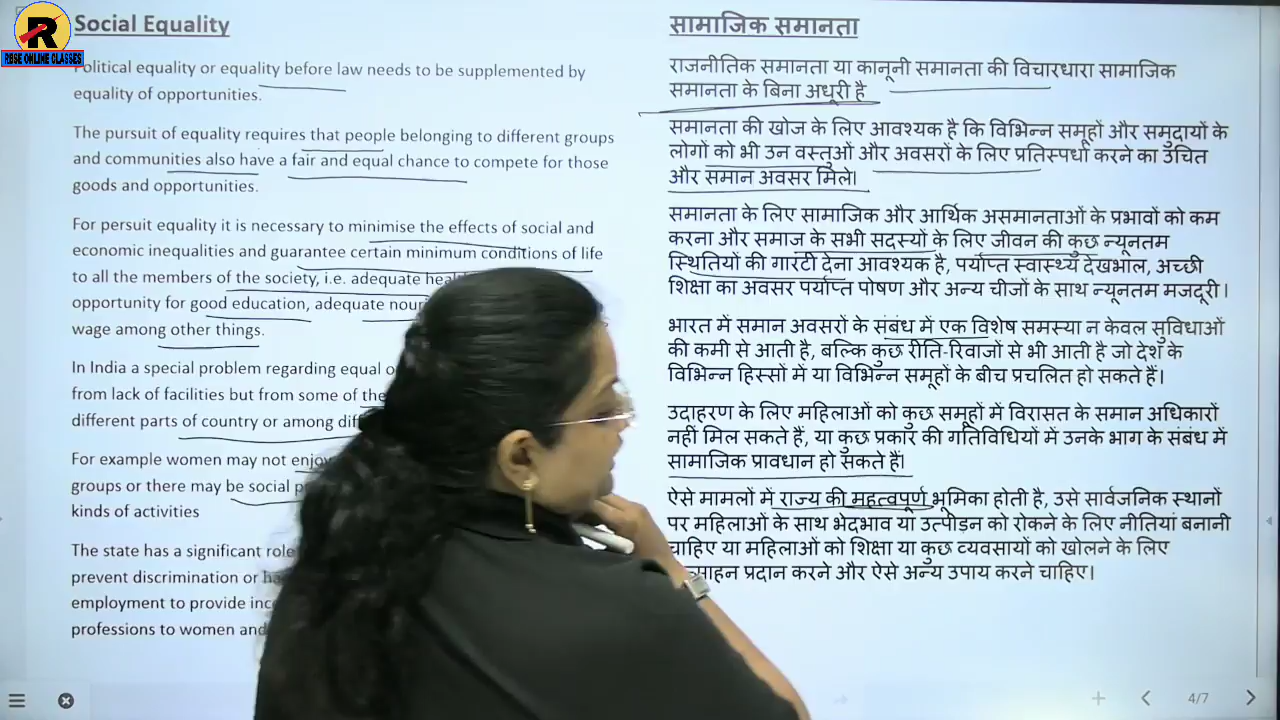 R
RBSE ONLINE CLASSES
Social Equality
Political equality or equality before law needs to be supplemented by
equality of opportunities.
The pursuit of equality requires that people belonging to different groups
and communities also have a fair and equal chance to compete for those
goods and opportunities.
For persuit equality it is necessary to minimise the effects of social and
economic inequalities and guarantee certain minimum conditions of life
to all the members of the society, i.e. adequate
opportunity for good education, adequate
wage among other things.
In India a special problem regarding equal
from lack of facilities but from some of the
different parts of country or among
For example women may not enjoy
groups or there may be social
kinds of activities
The state has a significant role
prevent discrimination or
employment to provide
professions to women and
सामाजिक समानता
राजनीतिक समानता या कानूनी समानता की विचारधारा सामाजिक
समानता के बिना अधूरी है
समानता की खोज के लिए आवश्यक है कि विभिन्न समूहों और समुदायों के
लोगों को भी उन वस्तुओं और अवसरों के लिए प्रतिस्पर्धा करने का उचित
और समान अवसर मिले।
समानता के लिए सामाजिक और आर्थिक असमानताओं के प्रभावों को कम
करना और समाज के सभी सदस्यों के लिए जीवन की कुछ न्यूनतम
स्थितियों की गारंटी देना आवश्यक है, पर्याप्त स्वास्थ्य देखभाल, अच्छी
शिक्षा का अवसर पर्याप्त पोषण और अन्य चीजों के साथ न्यूनतम मजदूरी।
भारत में समान अवसरों के संबंध में एक विशेष समस्या न केवल सुविधाओं
की कमी से आती है, बल्कि कुछ रीति-रिवाजों से भी आती है जो देश के
विभिन्न हिस्सों में या विभिन्न समूहों के बीच प्रचलित हो सकते हैं।
उदाहरण के लिए महिलाओं को कुछ समूहों में विरासत के समान अधिकारों
नहीं मिल सकते हैं, या कुछ प्रकार की गतिविधियों में उनके भाग के संबंध में
सामाजिक प्रावधान हो सकते हैं।
ऐसे मामलों में राज्य की महत्वपूर्ण भूमिका होती है, उसे सार्वजनिक स्थानों
पर महिलाओं के साथ भेदभाव या उत्पीड़न को रोकने के लिए नीतियां बनानी
चाहिए या महिलाओं को शिक्षा या कुछ व्यवसायों को खोलने के लिए
प्रदान करने और ऐसे अन्य उपाय करने चाहिए।
4/7